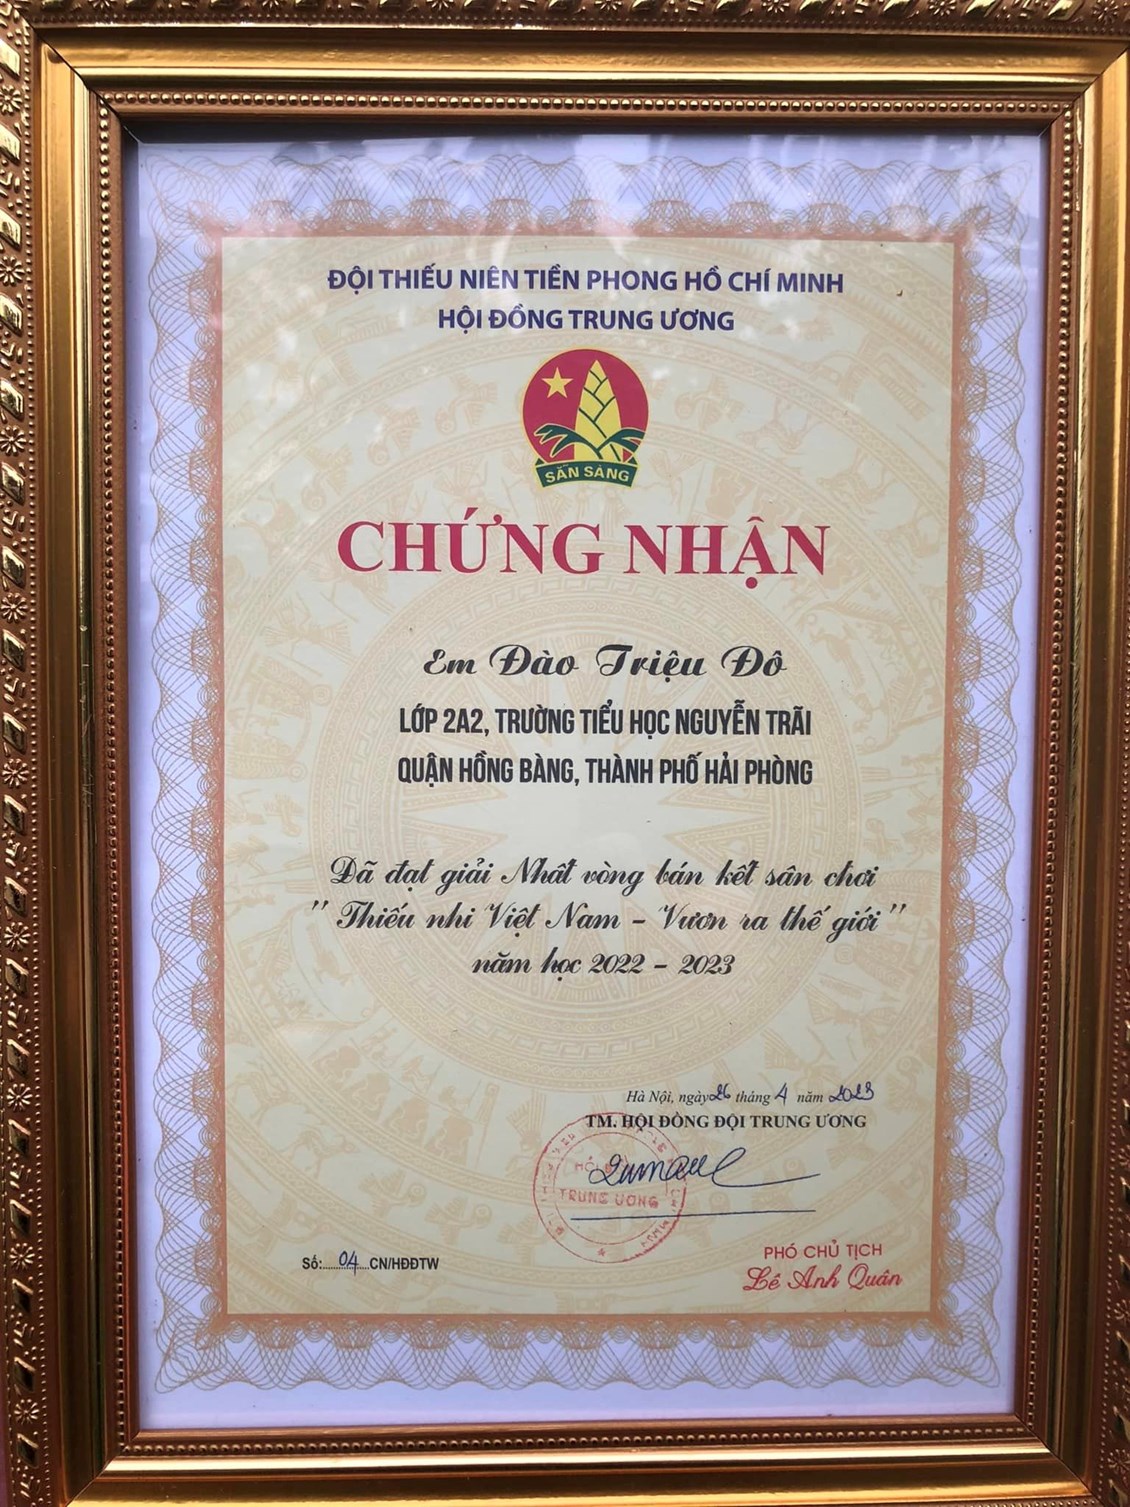 ĐỘI THIẾU NIÊN TIỀN PHONG HỒ CHÍ MINH
HỘI ĐỒNG TRUNG ƯƠNG
SẴN SÀNG
CHỨNG NHẬN
Em Đào Triệu Đô
LỚP 2A2, TRƯỜNG TIỂU HỌC NGUYỄN TRÃI
QUẬN HỒNG BÀNG, THÀNH PHỐ HẢI PHÒNG
Đã đạt giải Nhất vòng bán kết sân chơi
" Thiếu nhi Việt Nam - Vươn ra thế giới "
năm học 2022 - 2023
Hà Nội, ngày 26 tháng 4 năm 2023
TM. HỘI ĐỒNG ĐỘI TRUNG ƯƠNG
TRUNG ƯƠNG
PHÓ CHỦ TỊCH
Lê Anh Quân
Số:.....04....CN/HĐĐTW